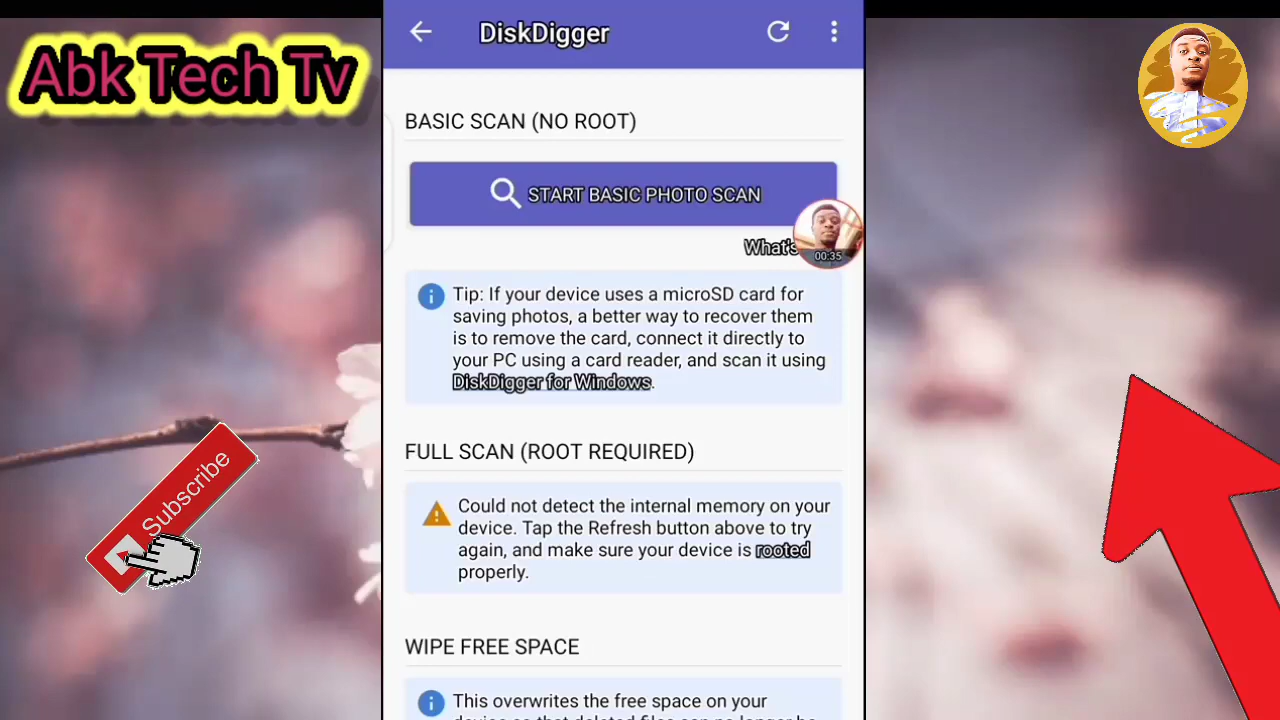 Abk Tech Tv
DiskDigger
BASIC SCAN (NO ROOT)
START BASIC PHOTO SCAN
What's
00:35
Tip: If your device uses a microSD card for
saving photos, a better way to recover them
is to remove the card, connect it directly to
your PC using a card reader, and scan it using
DiskDigger for Windows.
FULL SCAN (ROOT REQUIRED)
Could not detect the internal memory on your
device. Tap the Refresh button above to try
again, and make sure your device is rooted
properly.
WIPE FREE SPACE
This overwrites the free space on your
Subscribe